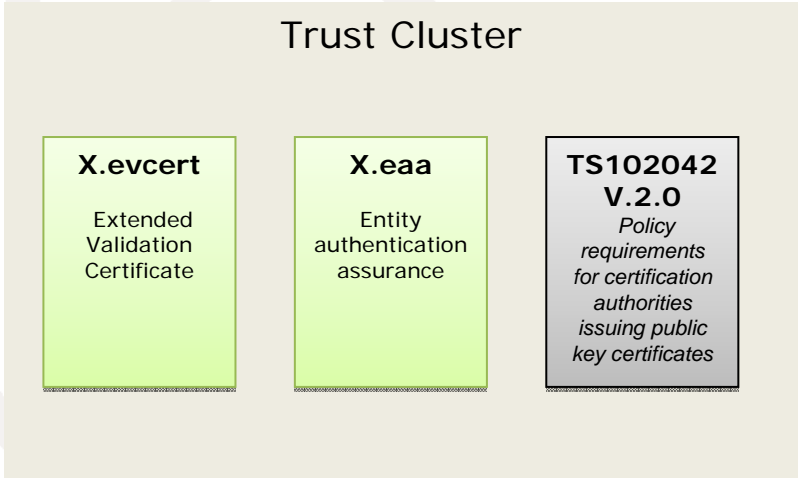 Trust Cluster
X.evcert
Extended
Validation
Certificate
X.eaa
Entity
authentication
assurance
TS102042
V.2.0
Policy
requirements
for certification
authorities
issuing public
key certificates